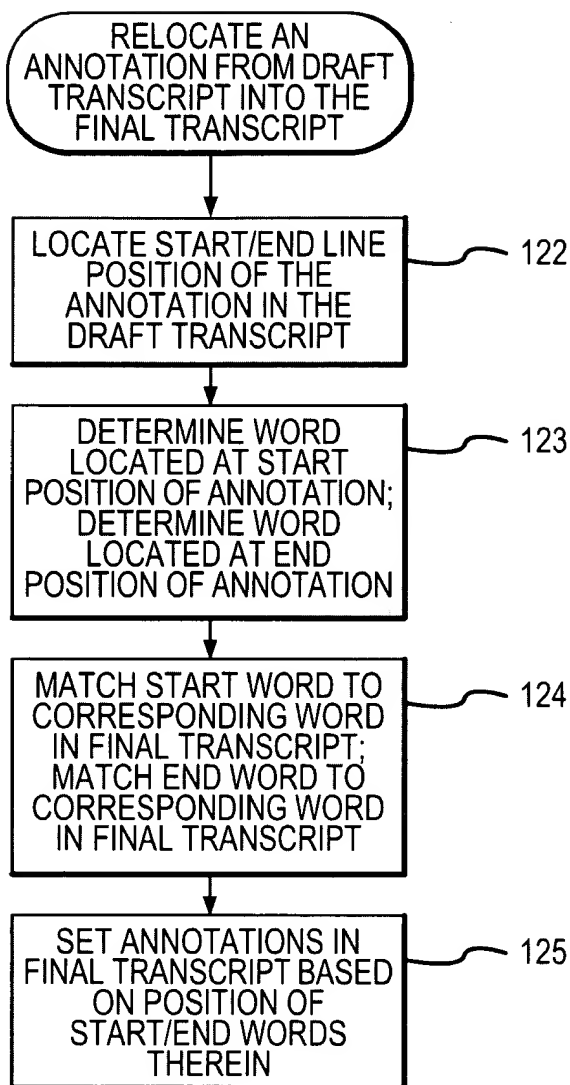 RELOCATE AN
ANNOTATION FROM DRAFT
TRANSCRIPT INTO THE
FINAL TRANSCRIPT
LOCATE START/END LINE
POSITION OF THE
ANNOTATION IN THE
DRAFT TRANSCRIPT
122
DETERMINE WORD
LOCATED AT START
POSITION OF ANNOTATION;
DETERMINE WORD
LOCATED AT END
POSITION OF ANNOTATION
123
MATCH START WORD TO
CORRESPONDING WORD
IN FINAL TRANSCRIPT;
MATCH END WORD TO
CORRESPONDING WORD
IN FINAL TRANSCRIPT
124
SET ANNOTATIONS IN
FINAL TRANSCRIPT BASED
ON POSITION OF
START/END WORDS
THEREIN
125